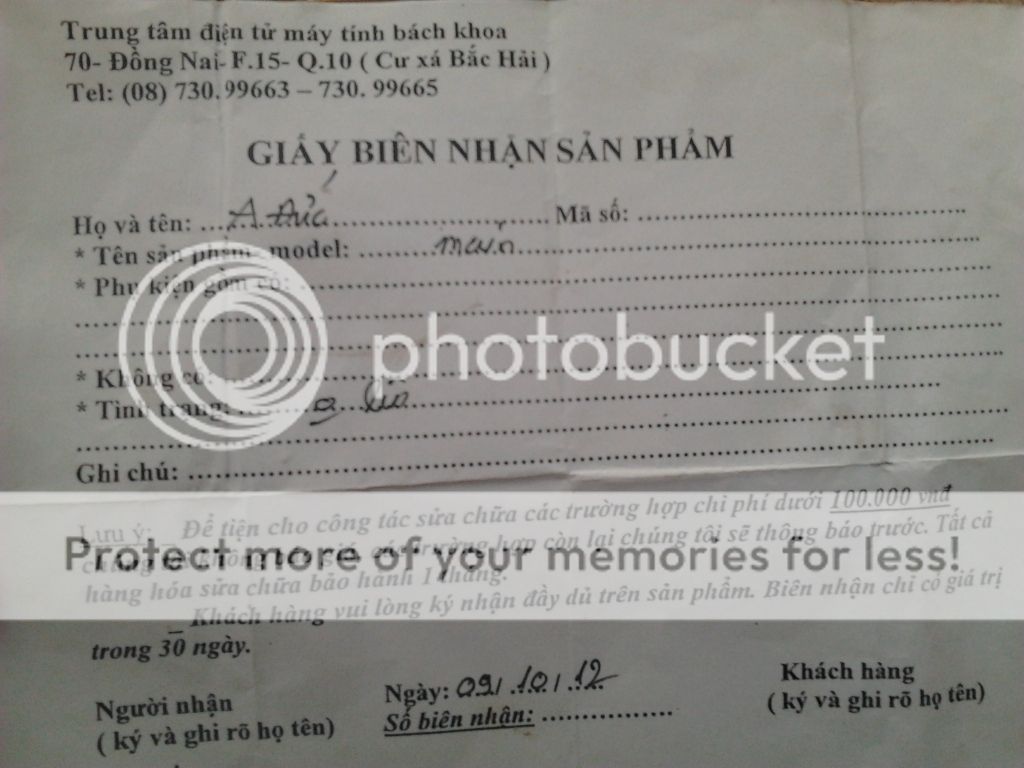 Trung tâm điện tử máy tính bách khoa
70- Đồng Nai- F.15- Q.10 ( Cư xá Bắc Hải )
Tel: (08) 730.99663 – 730. 99665
GIẤY BIÊN NHẬN SẢN PHẨM
Họ và tên: ... A. Đức ... Mã số: ...
* Tên sản phẩm- model: ... main ...
* Phụ kiện gồm có: ...
photobucket
* Không có: ...
* Tình trạng: ...
Ghi chú: ...
Lưu ý: Để tiện cho công tác sửa chữa các trường hợp chi phí dưới 100.000 vnđ
trường hợp còn lại chúng tôi sẽ thông báo trước. Tất cả
Protect more of your memories for less!
hàng hóa sửa chữa bảo hành 1 tháng.
Khách hàng vui lòng ký nhận đầy dủ trên sản phẩm. Biên nhận chỉ có giá trị
trong 30 ngày.
Người nhận
( ký và ghi rõ họ tên)
Ngày: 09/.10/.12
Số biên nhận: ...
Khách hàng
( ký và ghi rõ họ tên)